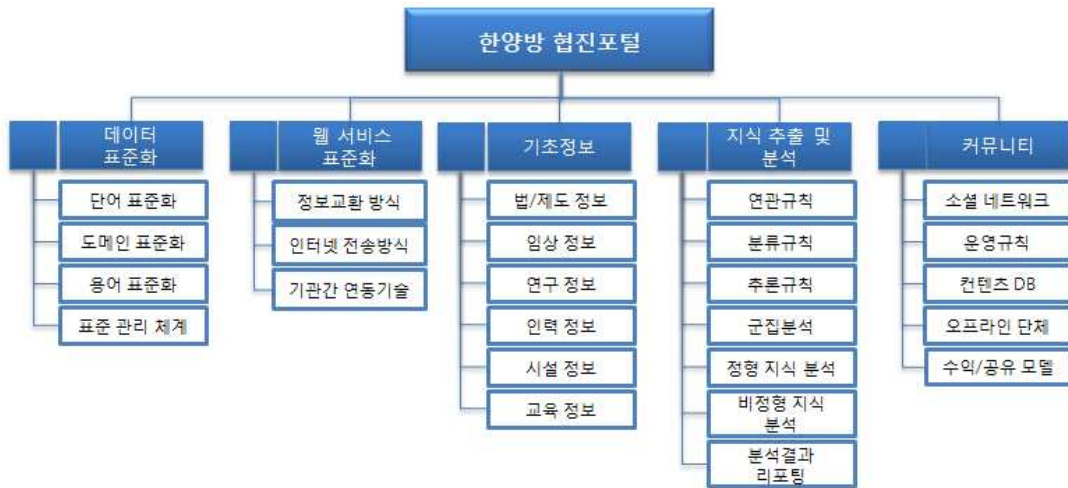 한양방 협진포털
데이터
표준화
단어 표준화
도메인 표준화
용어 표준화
표준 관리 체계
웹 서비스
표준화
정보교환 방식
인터넷 전송방식
기관간 연동기술
기초정보
법/제도 정보
임상 정보
연구 정보
인력 정보
시설 정보
교육 정보
지식 추출 및
분석
연관규칙
분류규칙
추론규칙
군집분석
정형 지식 분석
비정형 지식
분석
분석결과
리포팅
커뮤니티
소셜 네트워크
운영규칙
컨텐츠 DB
오프라인 단체
수익/공유 모델